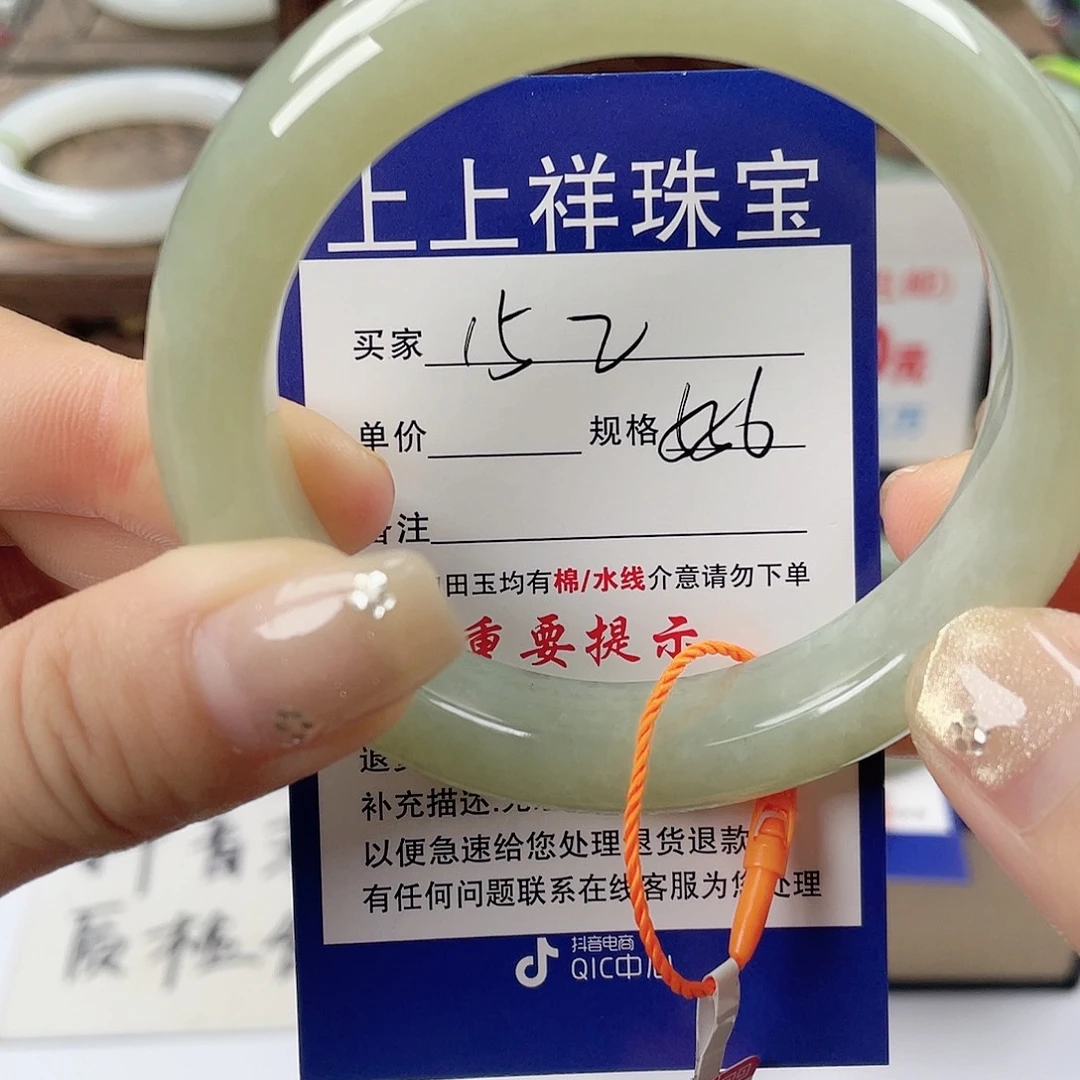 上上祥珠宝
买家 152
单价 规格 6
备注
田玉均有棉/水线介意请勿下单
重要提示
补充描述:
以便急速给您处理退货退款
有任何问题联系在线客服为您处理
抖音电商
QIC中心